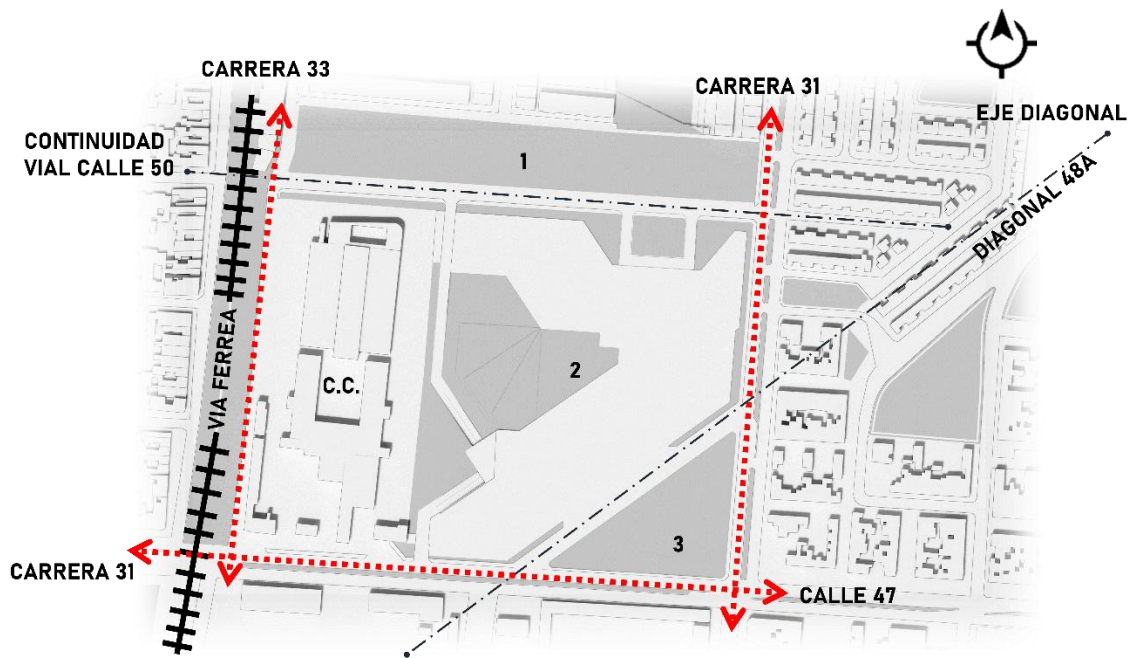 CARRERA 33
CARRERA 31
EJE DIAGONAL
CONTINUIDAD
VIAL CALLE 50
1
DIAGONAL 48A
VIA FERREA
C.C.
2
3
CARRERA 31
CALLE 47